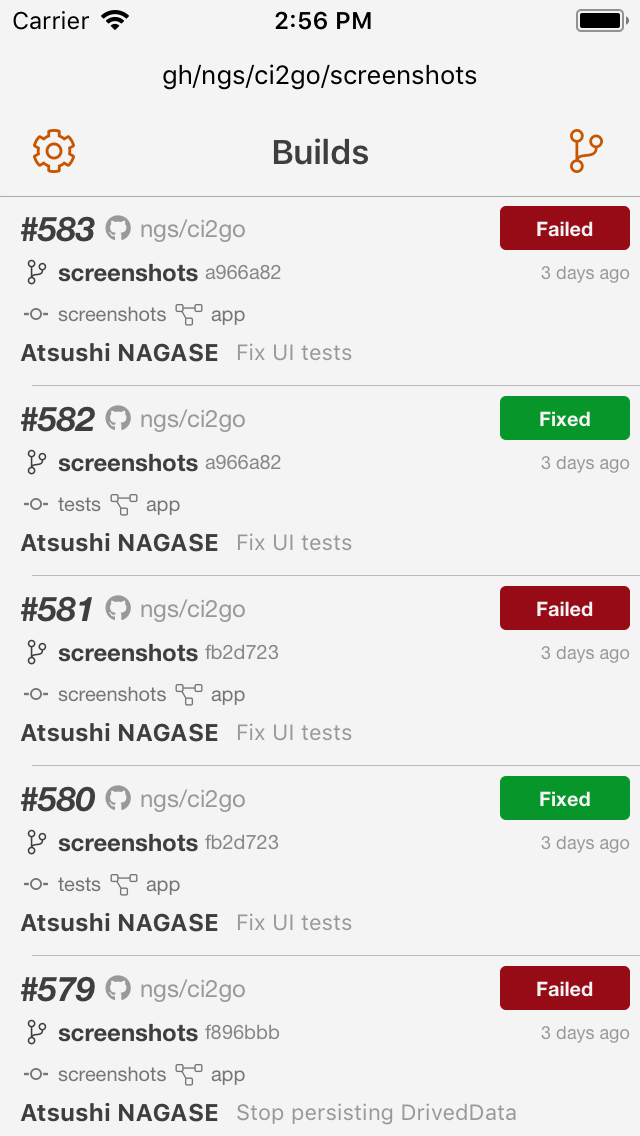 Carrier 2:56 PM
gh/ngs/ci2go/screenshots
Builds
#583 ngs/ci2go Failed
screenshots a966a82 3 days ago
screenshots app
Atsushi NAGASE Fix UI tests
#582 ngs/ci2go Fixed
screenshots a966a82 3 days ago
tests app
Atsushi NAGASE Fix UI tests
#581 ngs/ci2go Failed
screenshots fb2d723 3 days ago
screenshots app
Atsushi NAGASE Fix UI tests
#580 ngs/ci2go Fixed
screenshots fb2d723 3 days ago
tests app
Atsushi NAGASE Fix UI tests
#579 ngs/ci2go Failed
screenshots f896bbb 3 days ago
screenshots app
Atsushi NAGASE Stop persisting DrivedData